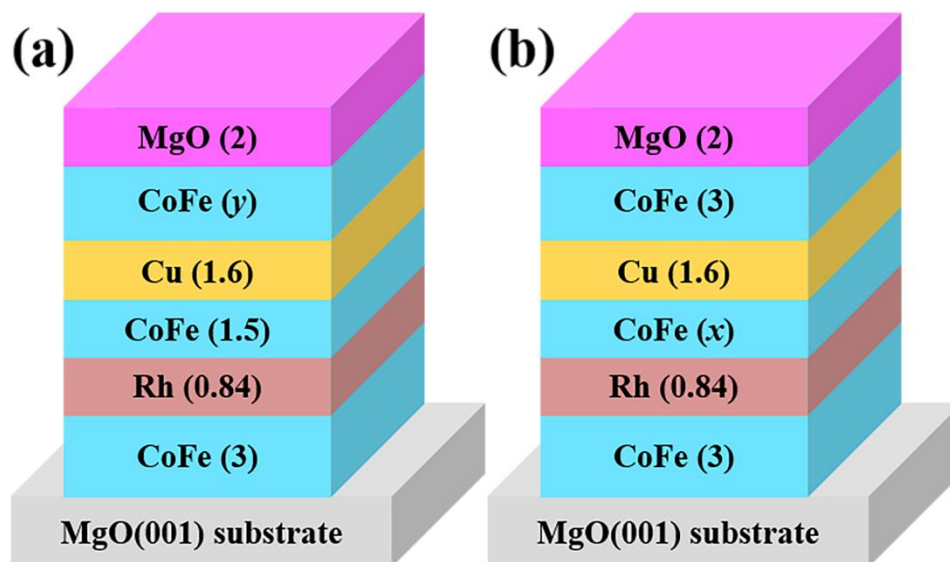 (a)
MgO (2)
CoFe (y)
Cu (1.6)
CoFe (1.5)
Rh (0.84)
CoFe (3)
MgO(001) substrate
(b)
MgO (2)
CoFe (3)
Cu (1.6)
CoFe (x)
Rh (0.84)
CoFe (3)
MgO(001) substrate